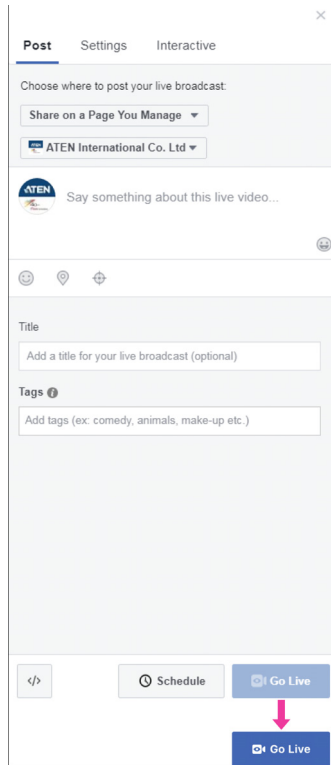 Post Settings Interactive
Choose where to post your live broadcast:
Share on a Page You Manage
ATEN International Co. Ltd
ATEN
Say something about this live video...
Title
Add a title for your live broadcast (optional)
Tags
Add tags (ex: comedy, animals, make-up etc.)
</> Schedule Go Live
Go Live